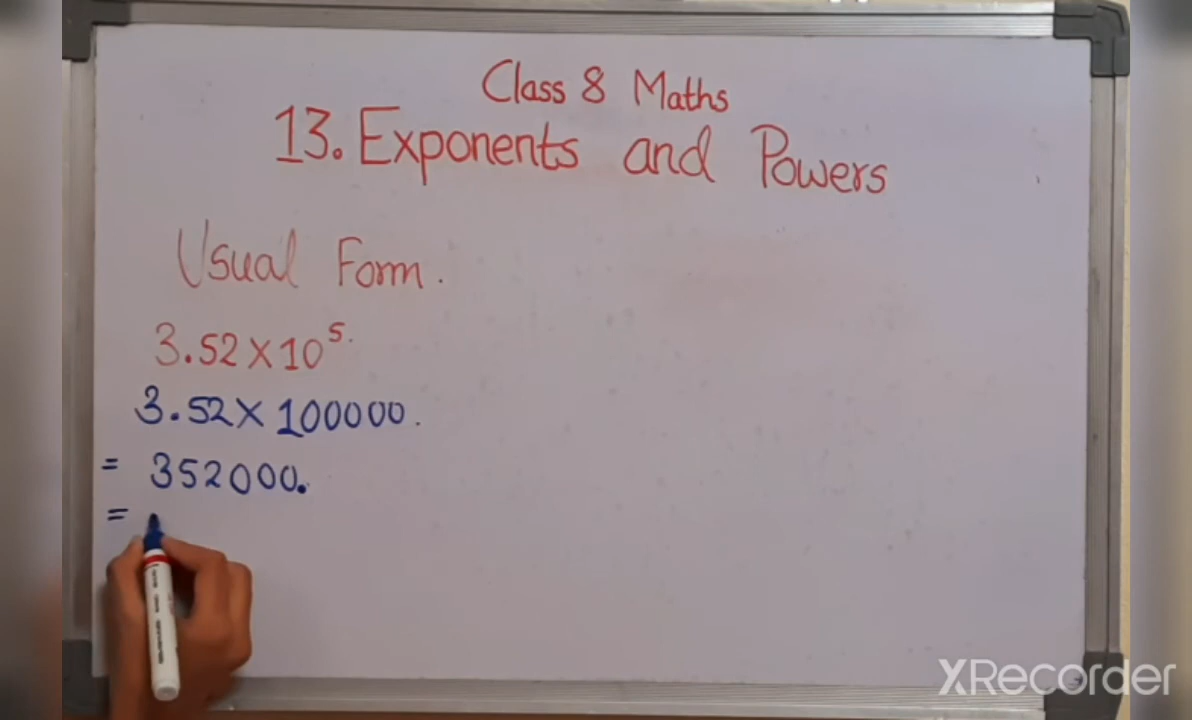 Class 8 Maths
13. Exponents and Powers
Usual Form.
3.52 × 10⁵.
3.52 × 100000.
= 352000.
=
XRecorder